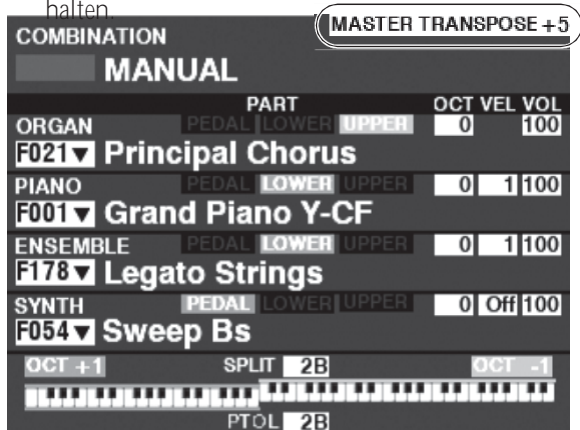 halten.
MASTER TRANSPOSE +5
COMBINATION
MANUAL
PART OCT VEL VOL
ORGAN PEDAL LOWER UPPER 0 100
F021▼ Principal Chorus
PIANO PEDAL LOWER UPPER 0 1 100
F001▼ Grand Piano Y-CF
ENSEMBLE PEDAL LOWER UPPER 0 1 100
F178▼ Legato Strings
SYNTH PEDAL LOWER UPPER 0 Off 100
F054▼ Sweep Bs
OCT +1 SPLIT 2B OCT -1
PTOL 2B